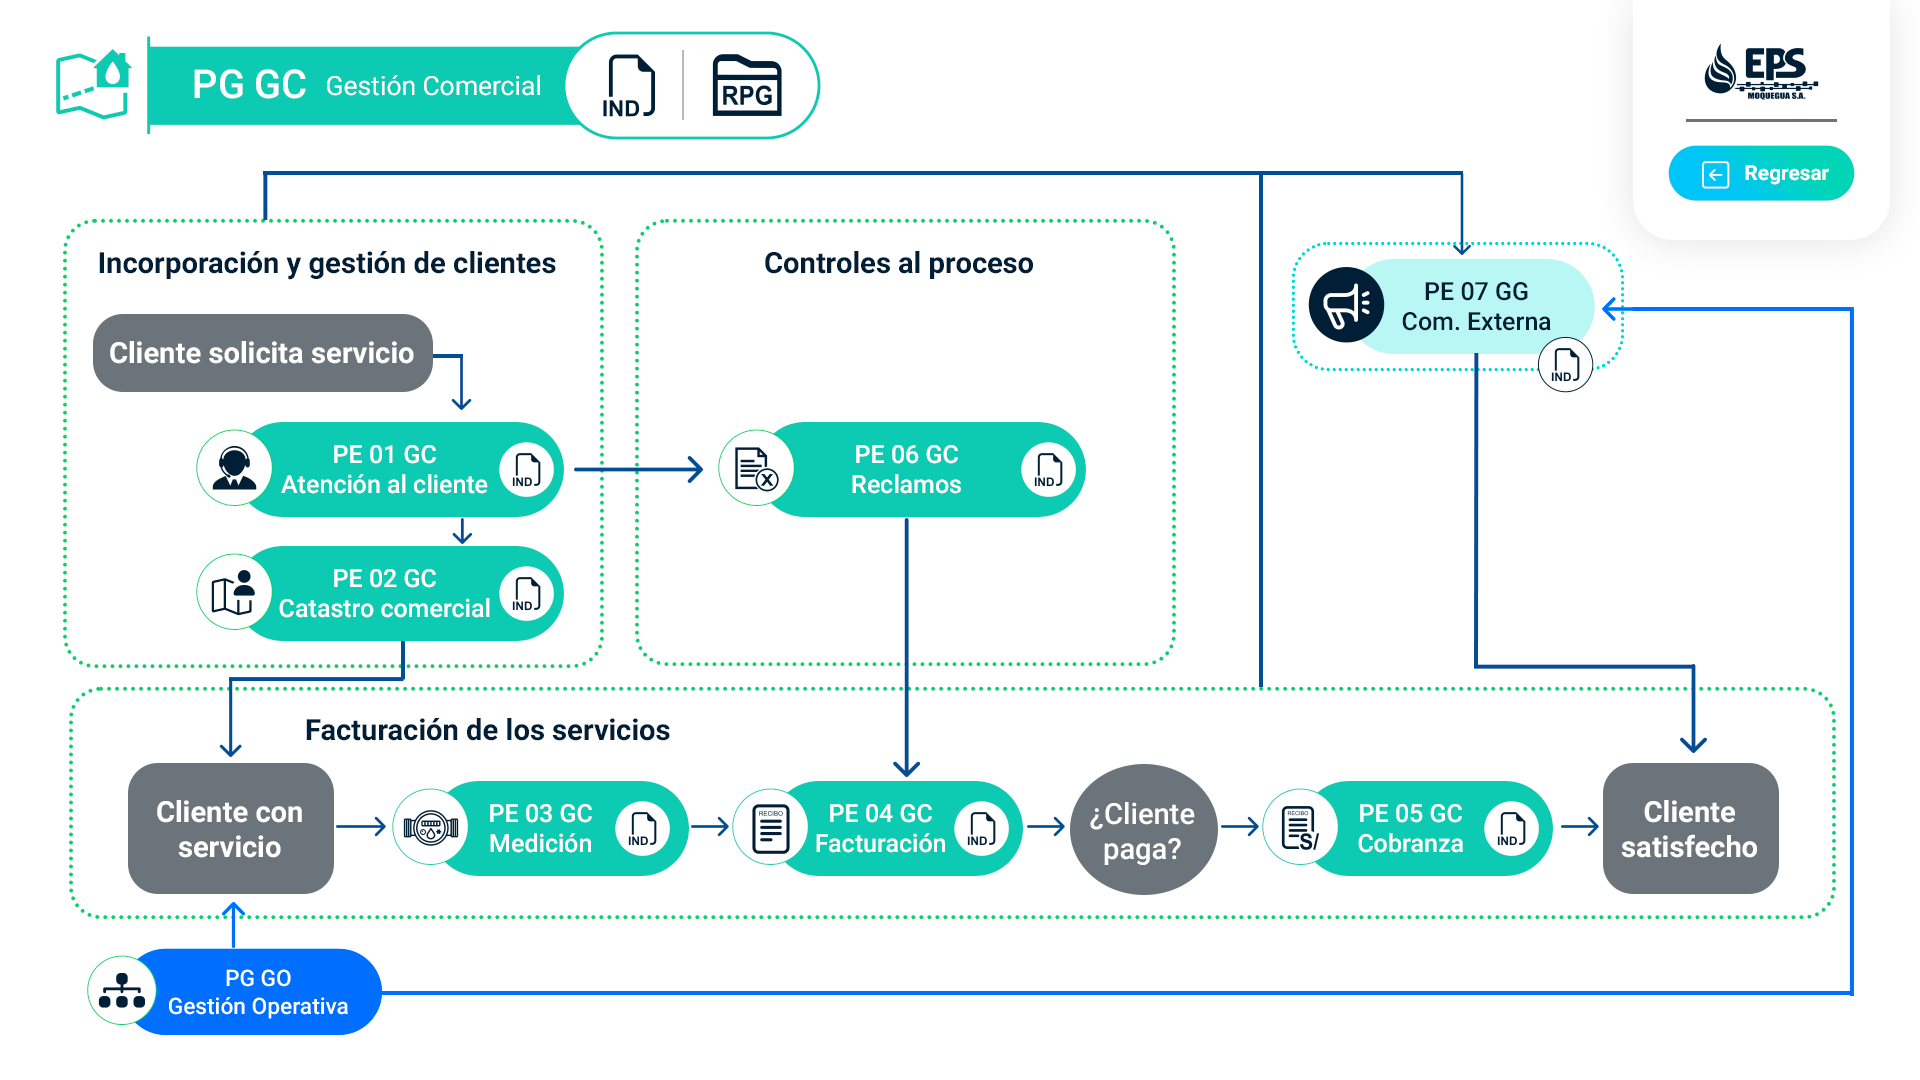 PG GC Gestión Comercial
IND
RPG
EPS
MOQUEGUA S.A.
Regresar
Incorporación y gestión de clientes
Controles al proceso
PE 07 GG
Com. Externa
IND
Cliente solicita servicio
PE 01 GC
Atención al cliente
IND
PE 06 GC
Reclamos
IND
PE 02 GC
Catastro comercial
IND
Facturación de los servicios
Cliente con
servicio
PE 03 GC
Medición
IND
RECIBO
PE 04 GC
Facturación
IND
¿Cliente
paga?
RECIBO
S/
PE 05 GC
Cobranza
IND
Cliente
satisfecho
PG GO
Gestión Operativa